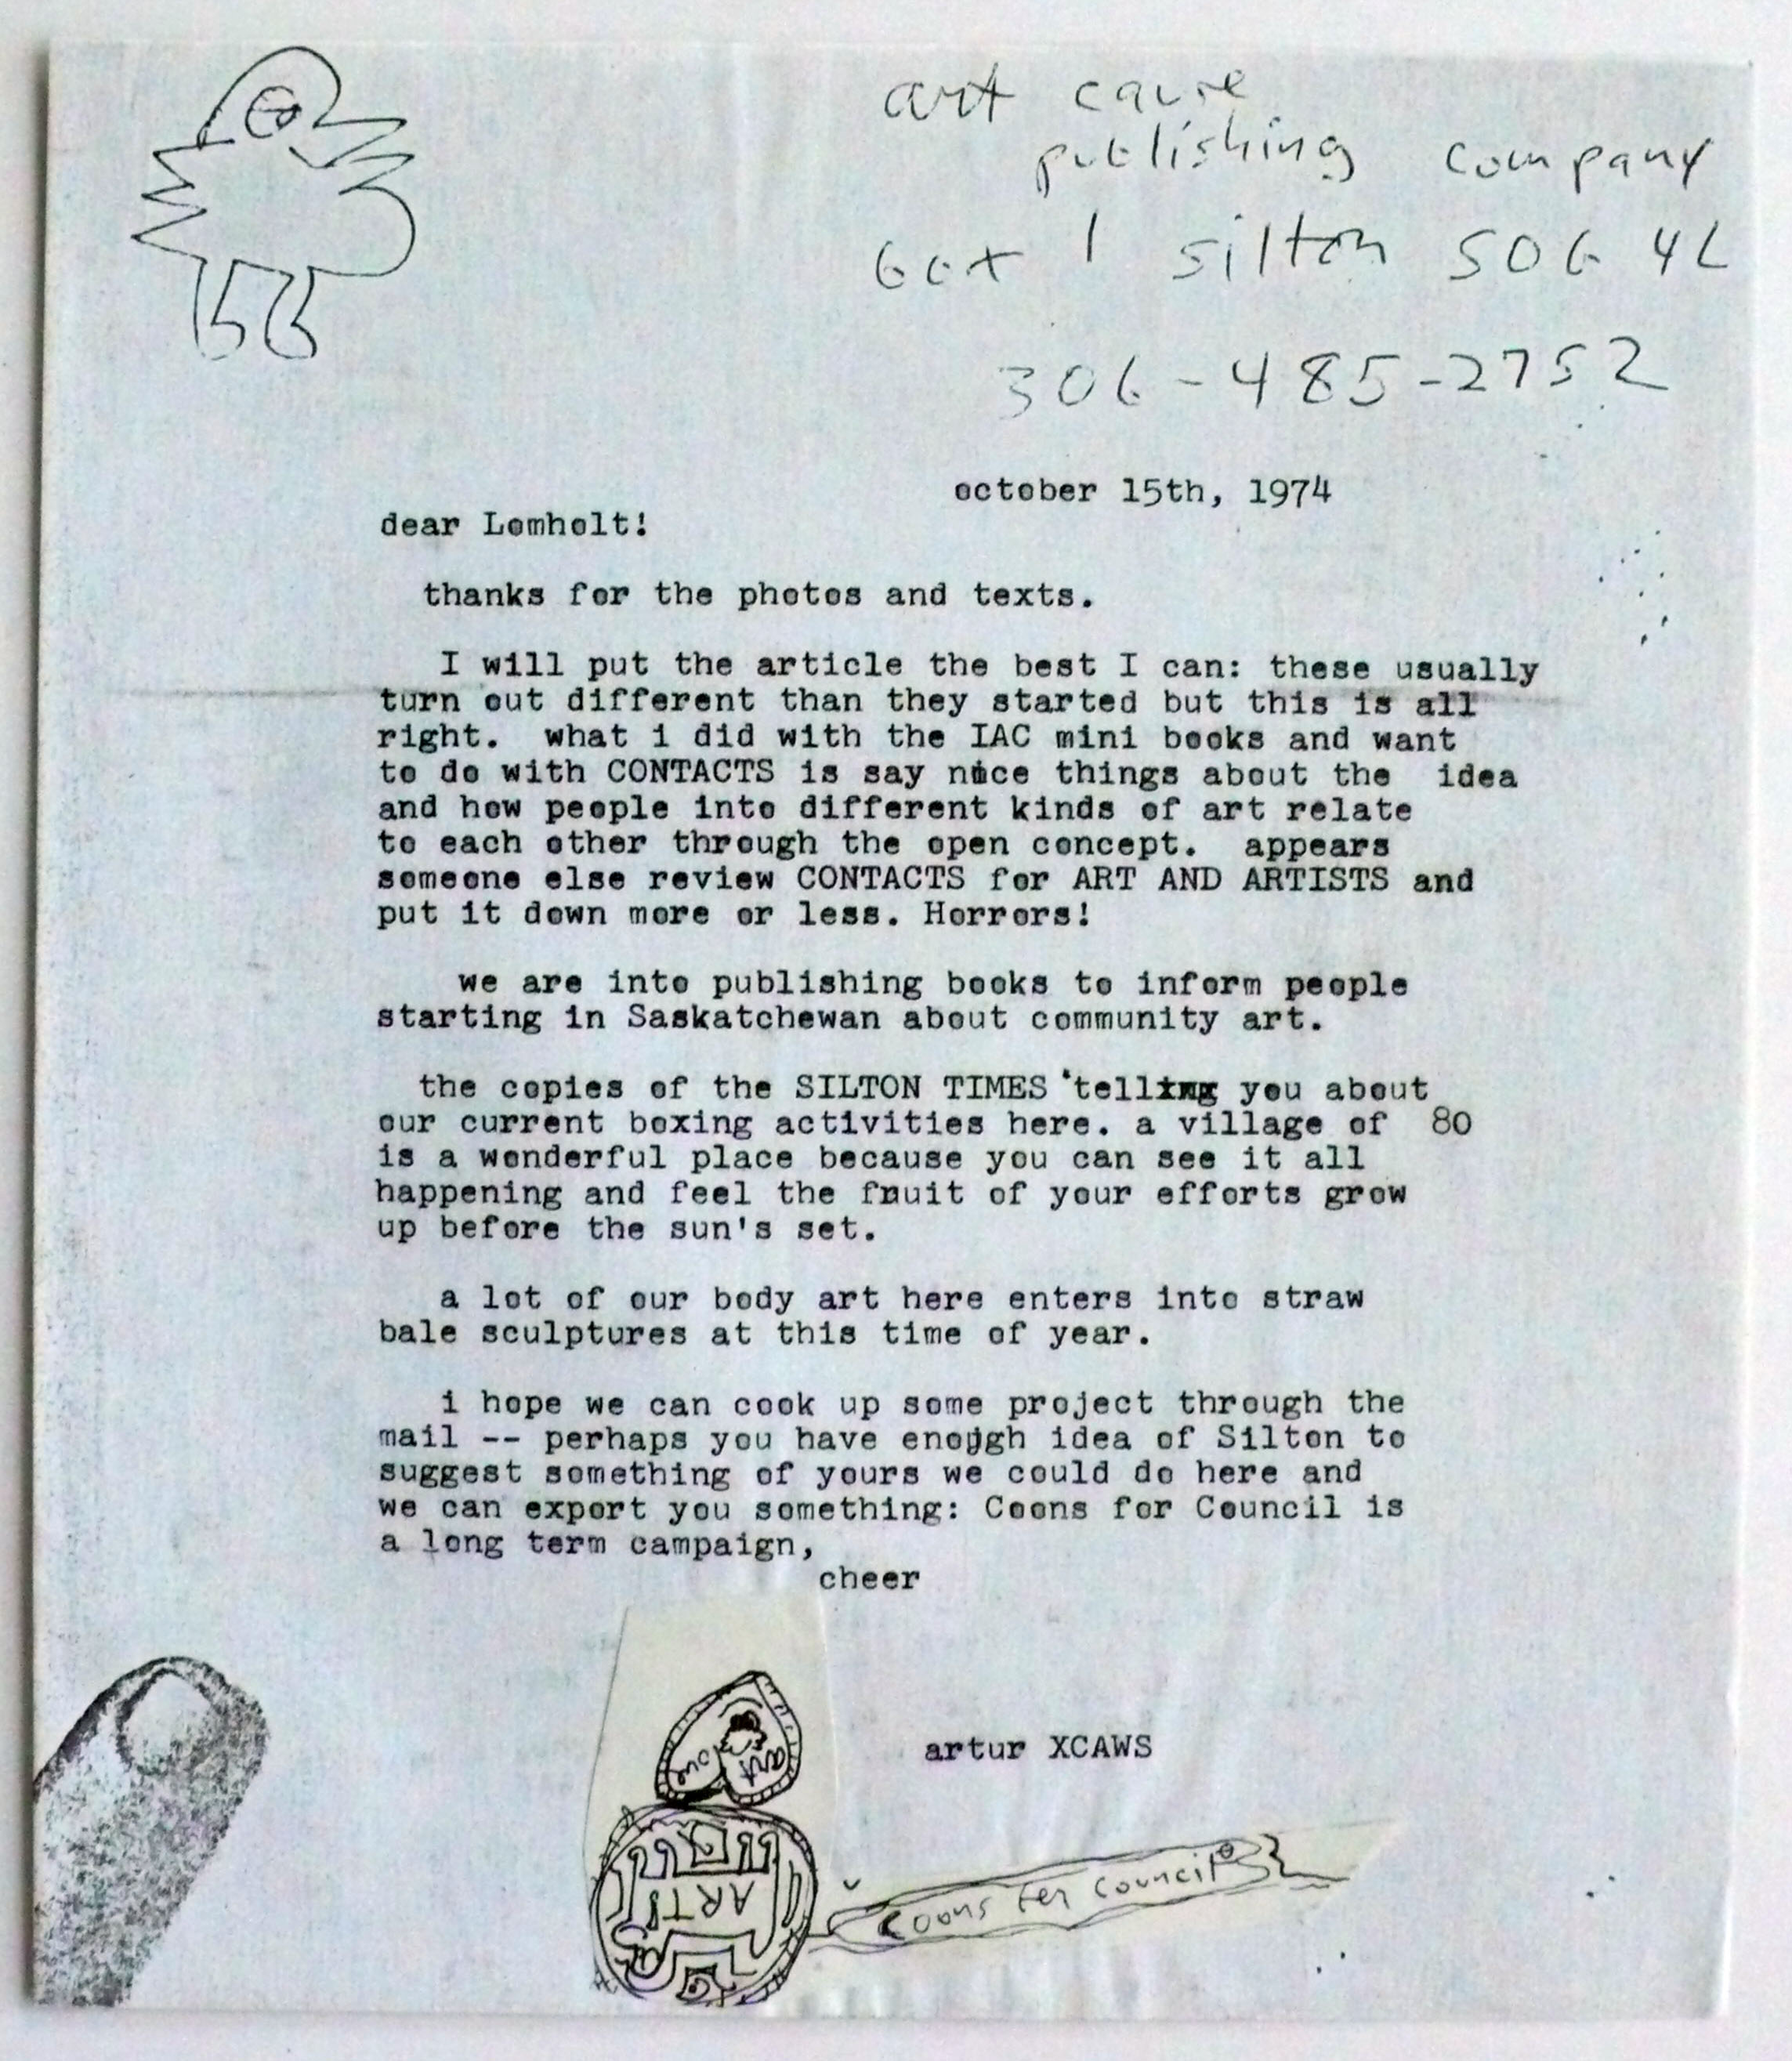 art cause
publishing company
box 1 silton SOG 4L
306-485-2752
october 15th, 1974
dear Lomholt!
thanks for the photos and texts.
I will put the article the best I can: these usually
turn out different than they started but this is all
right. what i did with the IAC mini books and want
to do with CONTACTS is say nice things about the idea
and how people into different kinds of art relate
to each other through the open concept. appears
someone else review CONTACTS for ART AND ARTISTS and
put it down more or less. Horrors!
we are into publishing books to inform people
starting in Saskatchewan about community art.
the copies of the SILTON TIMES telling you about
our current boxing activities here. a village of 80
is a wonderful place because you can see it all
happening and feel the fruit of your efforts grow
up before the sun's set.
a lot of our body art here enters into straw
bale sculptures at this time of year.
i hope we can cook up some project through the
mail -- perhaps you have enough idea of Silton to
suggest something of yours we could do here and
we can export you something: Coons for Council is
a long term campaign,
cheer
artur XCAWS
art
ART
Coons for Council